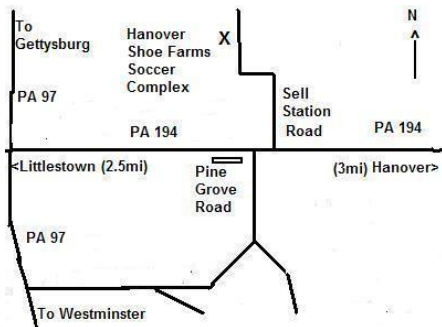 To
Gettysburg
Hanover
Shoe Farms
Soccer
Complex
X
N
PA 97
Sell
Station
Road
PA 194
PA 194
<Littlestown (2.5mi)
Pine
Grove
Road
(3mi) Hanover>
PA 97
To Westminster